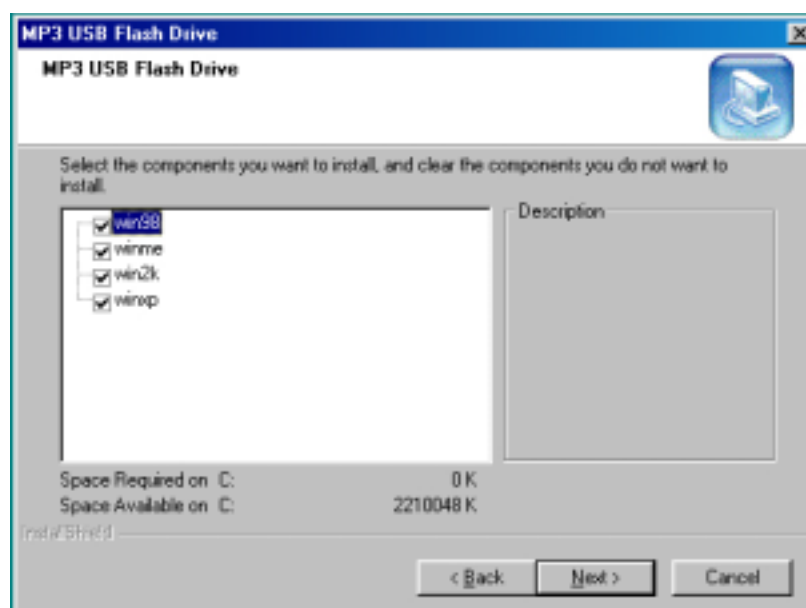 MP3 USB Flash Drive
MP3 USB Flash Drive
Select the components you want to install, and clear the components you do not want to
install.
win98
winme
win2k
winxp
Description
Space Required on C: 0 K
Space Available on C: 2210048 K
InstallShield
< Back Next > Cancel